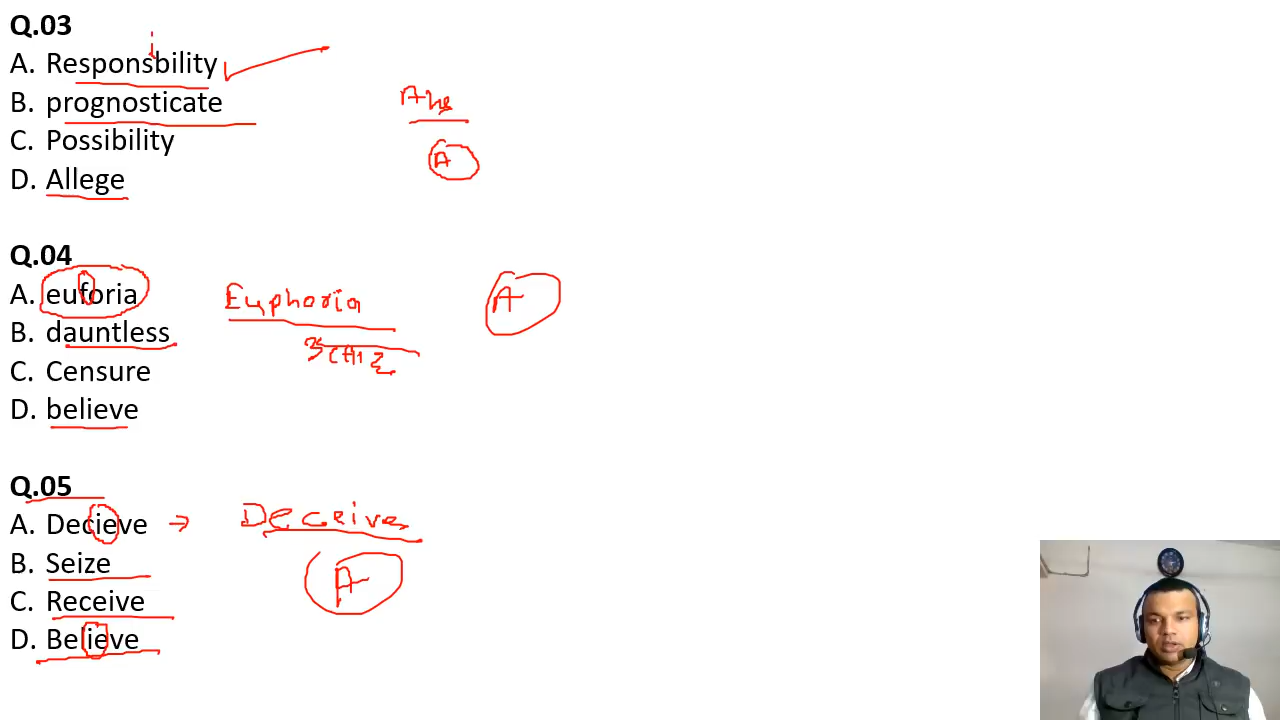 Q.03
i
A. Responsbility
B. prognosticate
Ans
C. Possibility
A
D. Allege
Q.04
A. euforia Euphoria A
B. dauntless
C. Censure
D. believe
Q.05
A. Decieve → Deceive
B. Seize
A
C. Receive
D. Believe